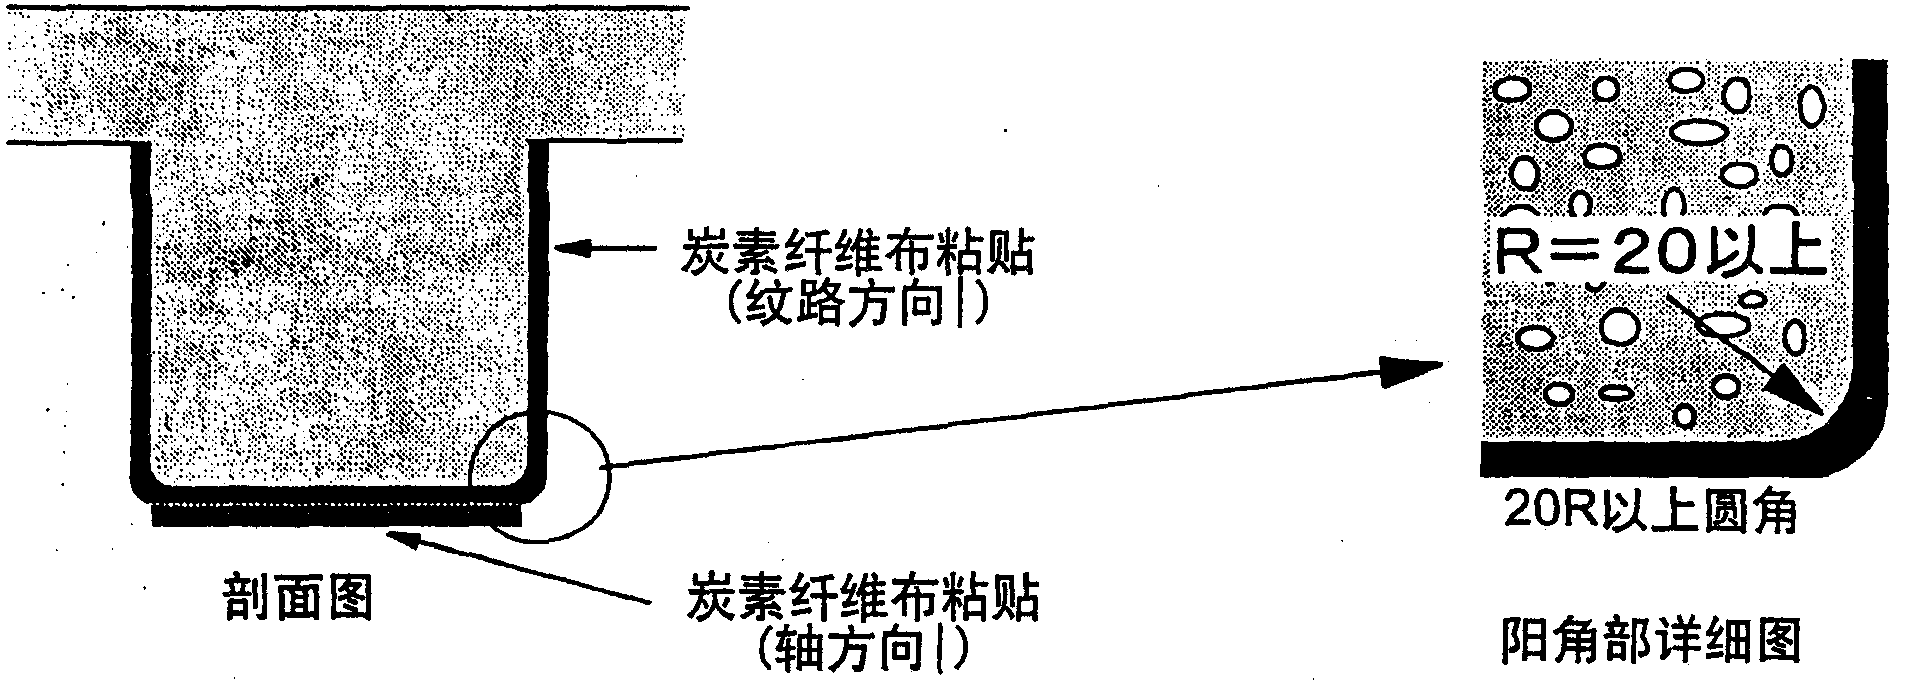 炭素纤维布粘贴
(纹路方向|)
R=20以上
20R以上圆角
剖面图
炭素纤维布粘贴
(轴方向|)
阳角部详细图